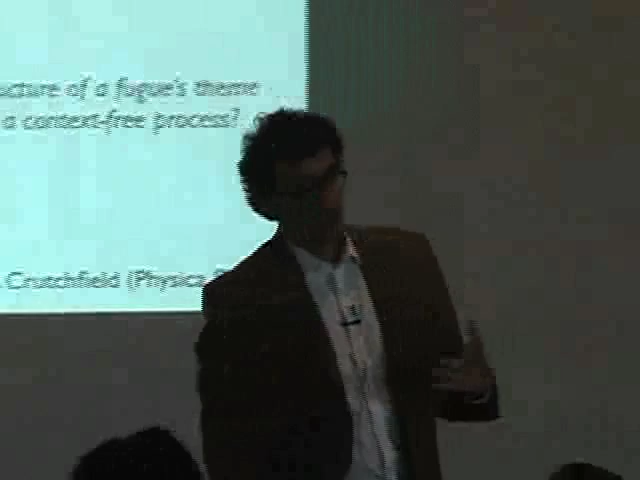 ucture of a fugue's theme
a context-free process?
. Crutchfield (Physica